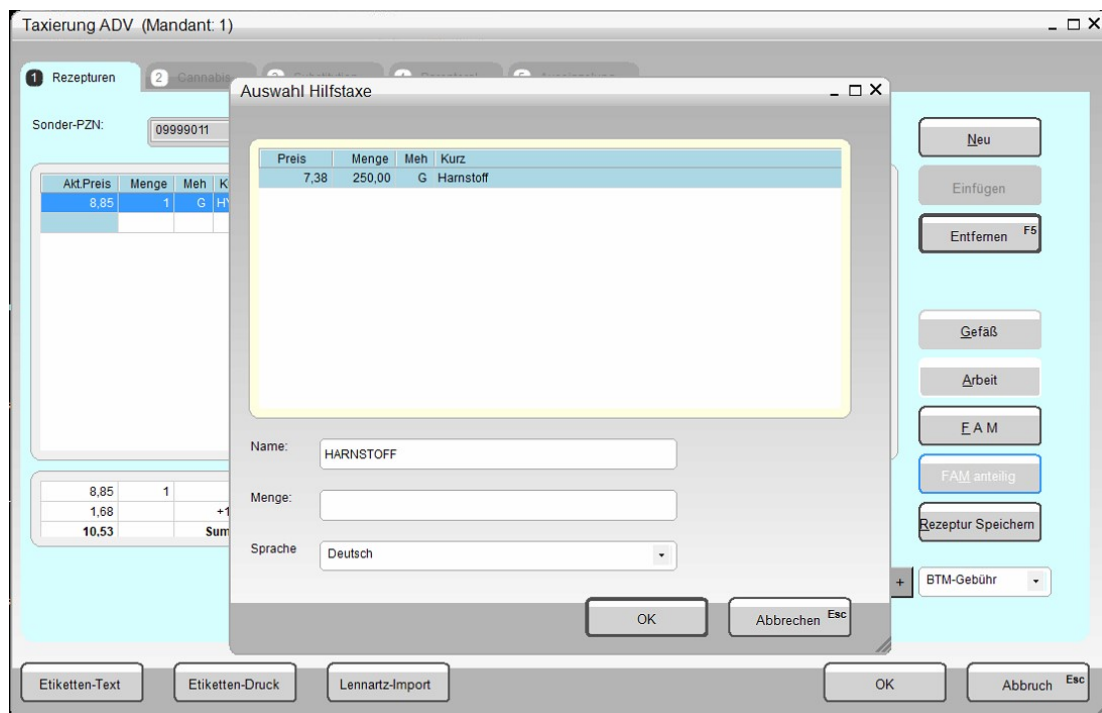 Taxierung ADV (Mandant: 1)
1 Rezepturen 2 Cannabis
Auswahl Hilfstaxe
Sonder-PZN: 09999011
Neu
Einfügen
Entfernen F5
Gefäß
Arbeit
F A M
FAM anteilig
Rezeptur Speichern
Akt.Preis Menge Meh K
8,85 1 G HY
Preis Menge Meh Kurz
7,38 250,00 G Harnstoff
Name: HARNSTOFF
Menge:
Sprache Deutsch
OK Abbrechen Esc
8,85 1
1,68 +1
10,53 Sum
+ BTM-Gebühr
Etiketten-Text Etiketten-Druck Lennartz-Import OK Abbruch Esc